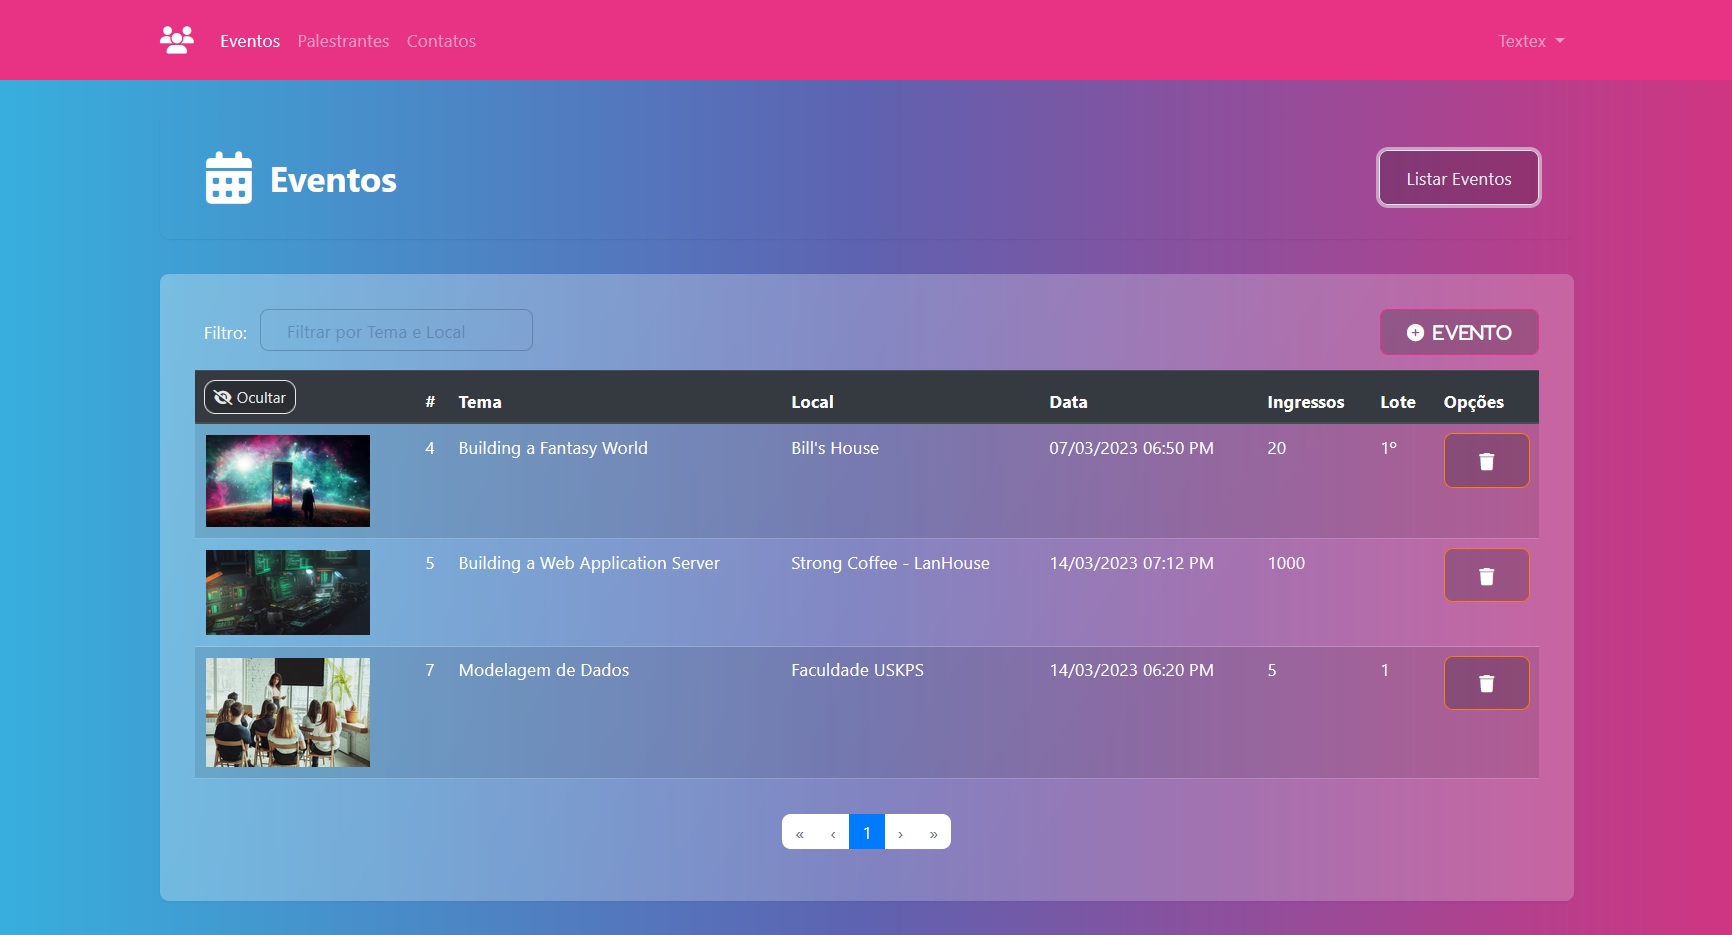 Eventos Palestrantes Contatos Textex
Eventos
Listar Eventos
Filtro: Filtrar por Tema e Local
EVENTO
Ocultar # Tema Local Data Ingressos Lote Opções
4 Building a Fantasy World Bill's House 07/03/2023 06:50 PM 20 1º
5 Building a Web Application Server Strong Coffee - LanHouse 14/03/2023 07:12 PM 1000
7 Modelagem de Dados Faculdade USKPS 14/03/2023 06:20 PM 5 1
« ‹ 1 › »